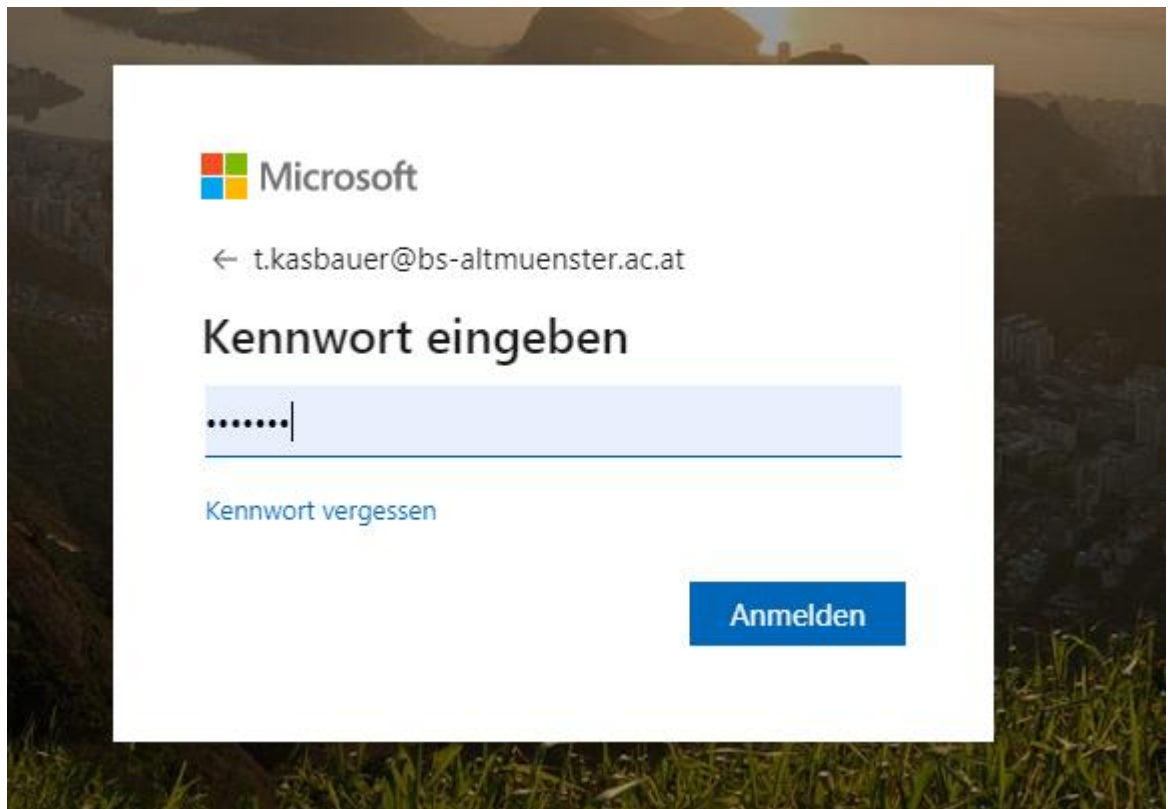 Microsoft
← t.kasbauer@bs-altmuenster.ac.at
Kennwort eingeben
•••••••
Kennwort vergessen
Anmelden